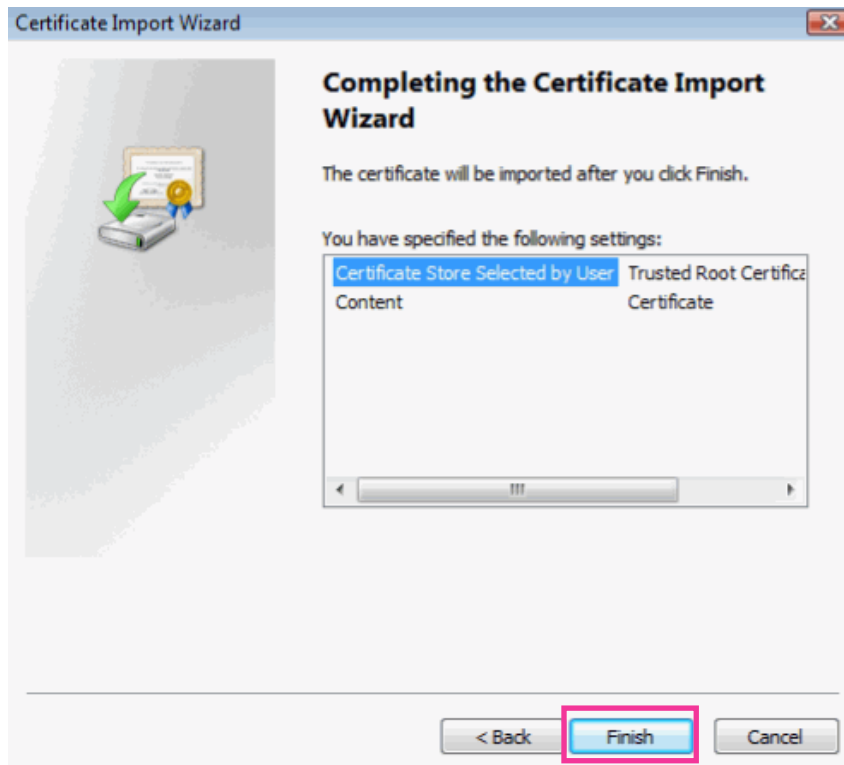 Certificate Import Wizard
Completing the Certificate Import
Wizard
The certificate will be imported after you click Finish.
You have specified the following settings:
Certificate Store Selected by User Trusted Root Certifica
Content Certificate
< Back Finish Cancel